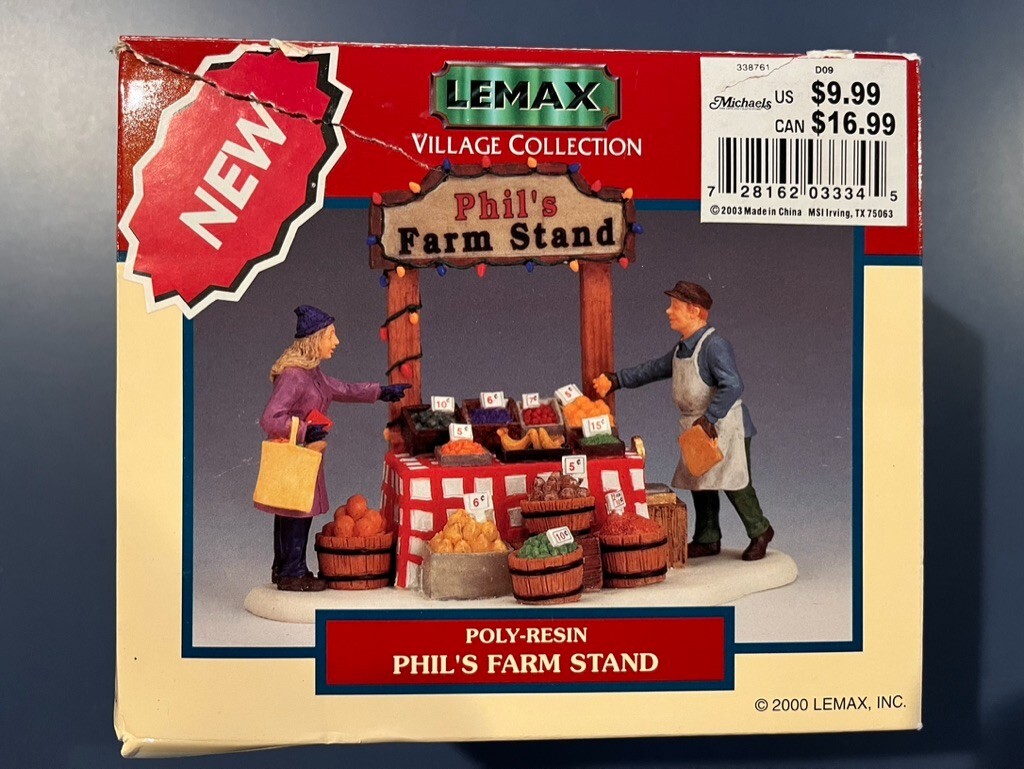 NEW
LEMAX
VILLAGE COLLECTION
338761 D09
Michaels US $9.99
CAN $16.99
7 28162 03334 5
© 2003 Made in China MSI Irving, TX 75063
Phil's
Farm Stand
10¢
6¢
7¢
5¢
5¢
15¢
5¢
6¢
10¢
POLY-RESIN
PHIL'S FARM STAND
© 2000 LEMAX, INC.